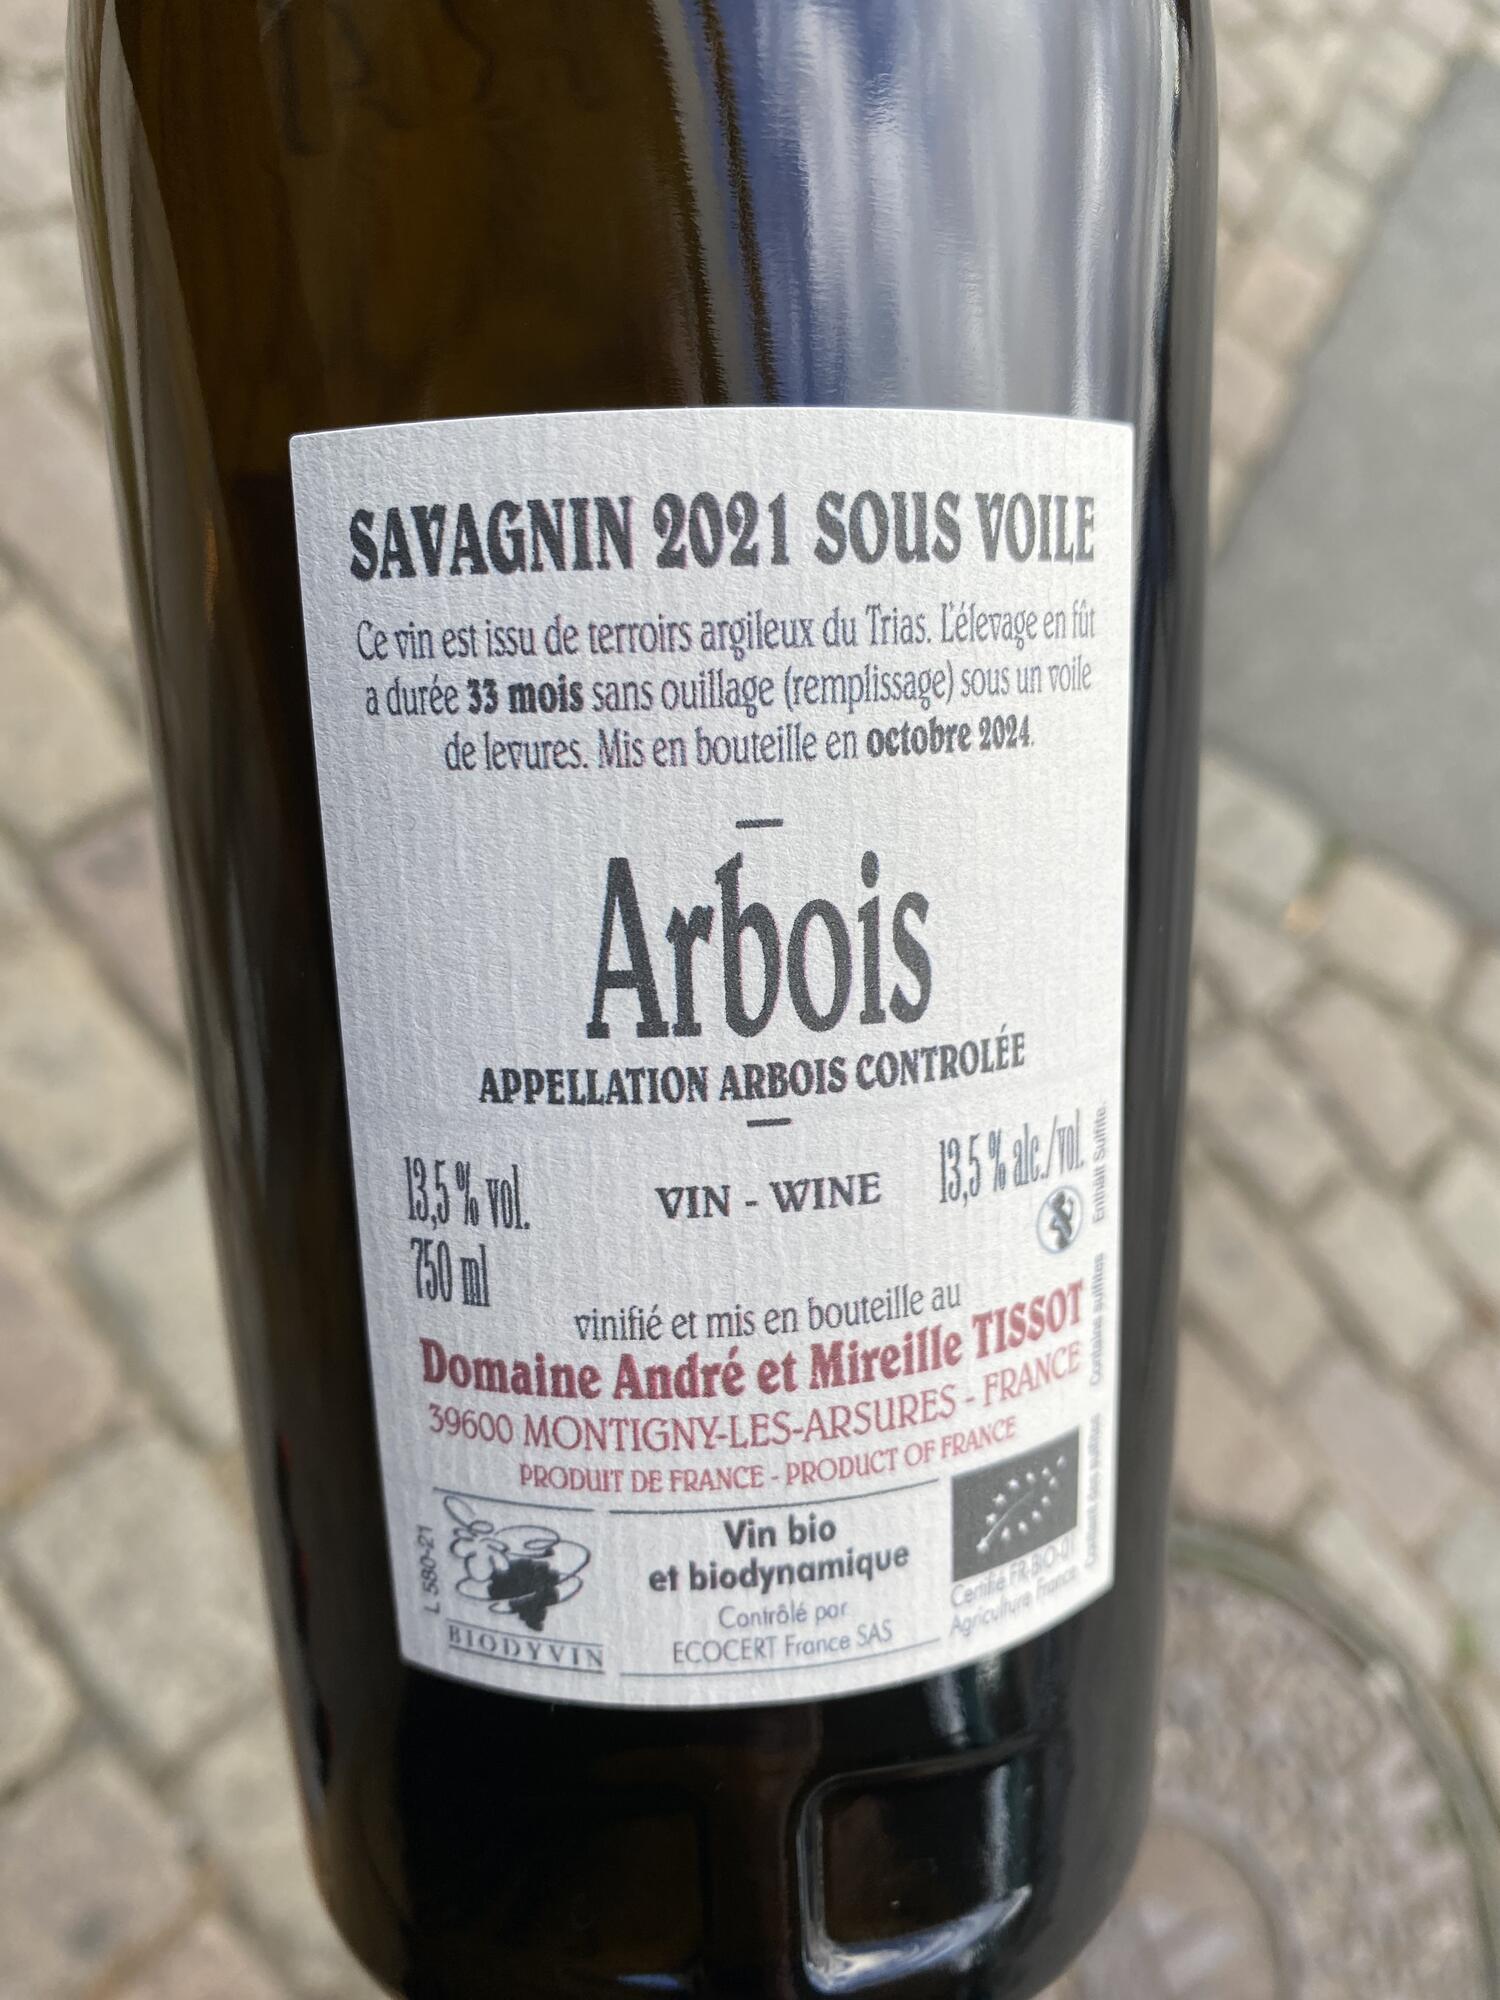 SAVAGNIN 2021 SOUS VOILE
Ce vin est issu de terroirs argileux du Trias. L'élevage en fût
a durée 33 mois sans ouillage (remplissage) sous un voile
de levures. Mis en bouteille en octobre 2024.
Arbois
APPELLATION ARBOIS CONTROLÉE
13,5 % vol.
750 ml
VIN - WINE
13,5 % alc./vol.
vinifié et mis en bouteille au
Domaine André et Mireille TISSOT
39600 MONTIGNY-LES-ARSURES - FRANCE
PRODUIT DE FRANCE - PRODUCT OF FRANCE
L 580-21
BIODYVIN
Vin bio
et biodynamique
Contrôlé par
ECOCERT France SAS
Certifié FR-BIO-01
Agriculture France
Contient des sulfites Contains sulfites Enthält Sulfite.